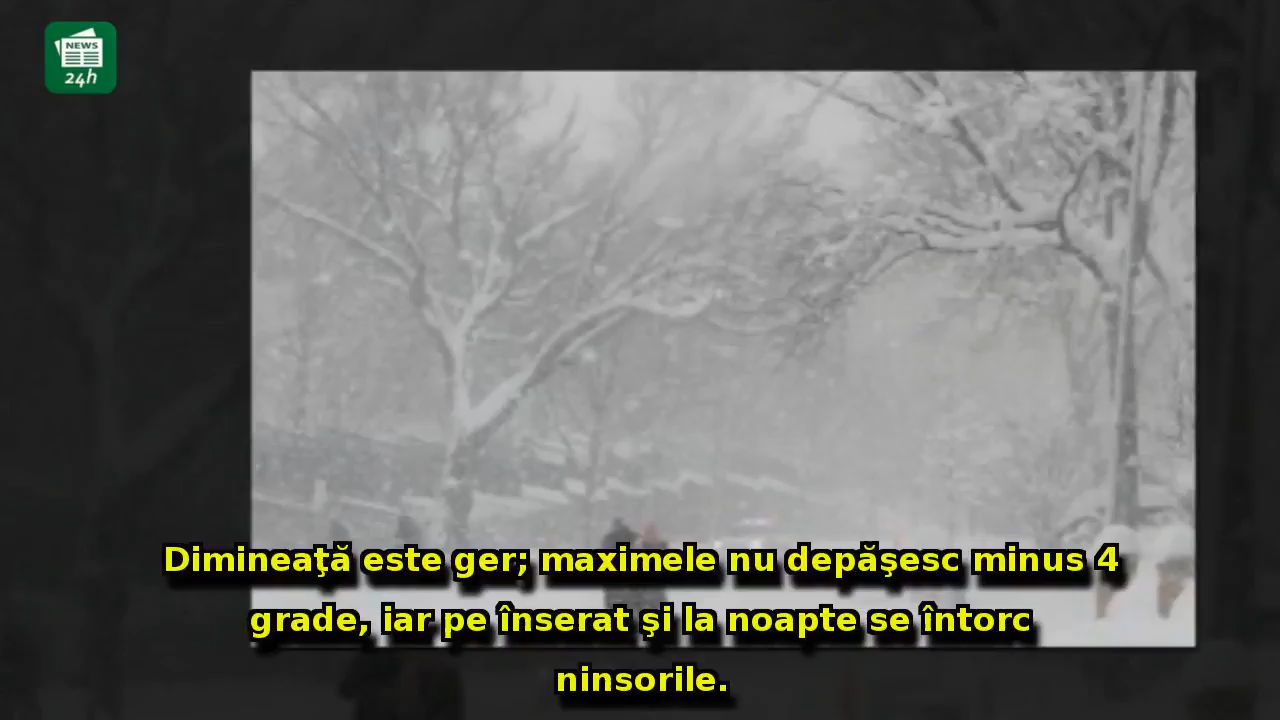 NEWS
24h
Dimineaţă este ger; maximele nu depăşesc minus 4
grade, iar pe înserat şi la noapte se întorc
ninsorile.